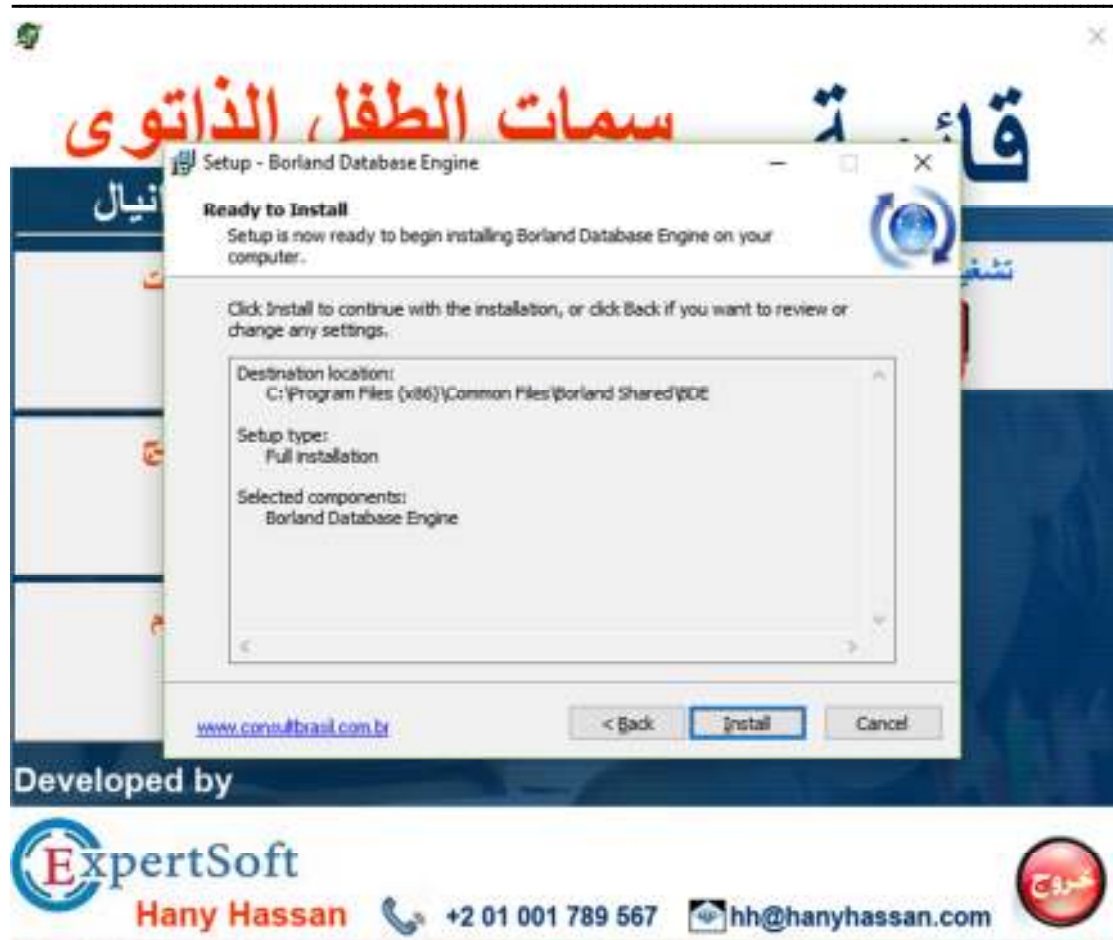 قائمة سمات الطفل الذاتوى
Setup - Borland Database Engine
Ready to Install
Setup is now ready to begin installing Borland Database Engine on your
computer.
Click Install to continue with the installation, or click Back if you want to review or
change any settings.
Destination location:
C:\Program Files (x86)\Common Files\Borland Shared\BDE
Setup type:
Full installation
Selected components:
Borland Database Engine
www.consultbrasil.com.br
< Back
Install
Cancel
Developed by
ExpertSoft
Hany Hassan
+2 01 001 789 567
hh@hanyhassan.com
خروج